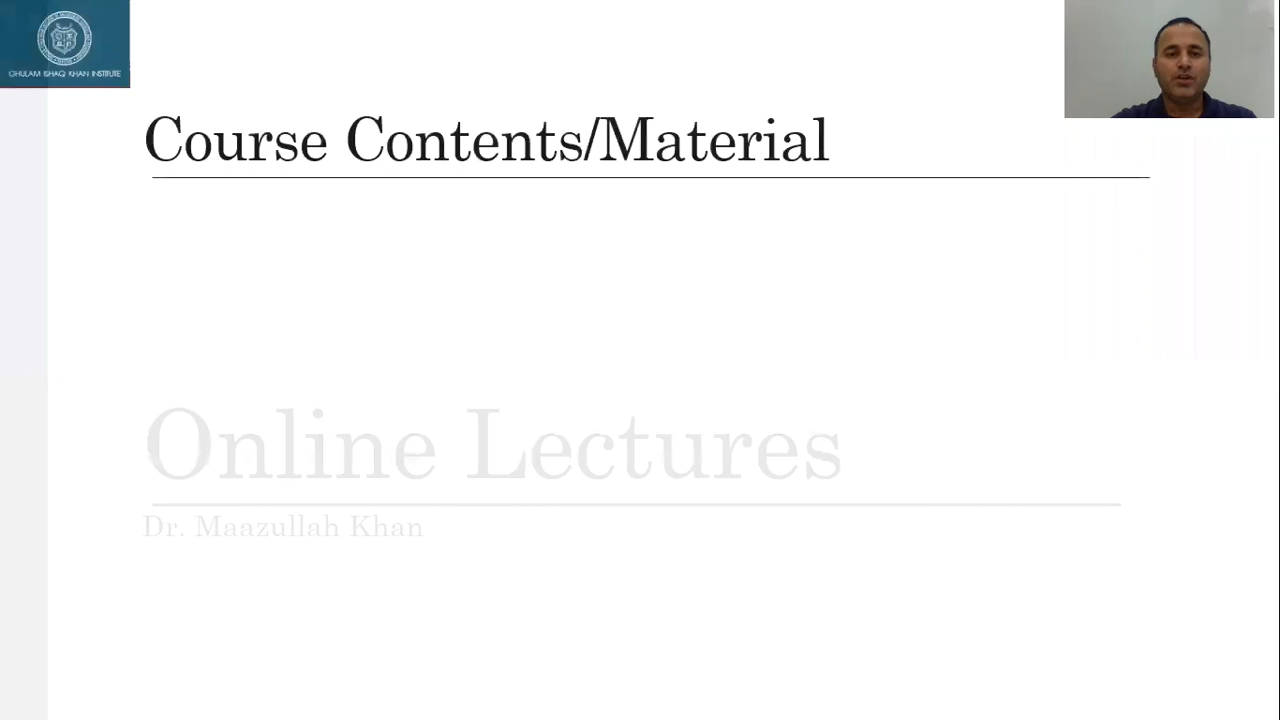 GHULAM ISHAQ KHAN INSTITUTE
Course Contents/Material
Online Lectures
Dr. Maazullah Khan